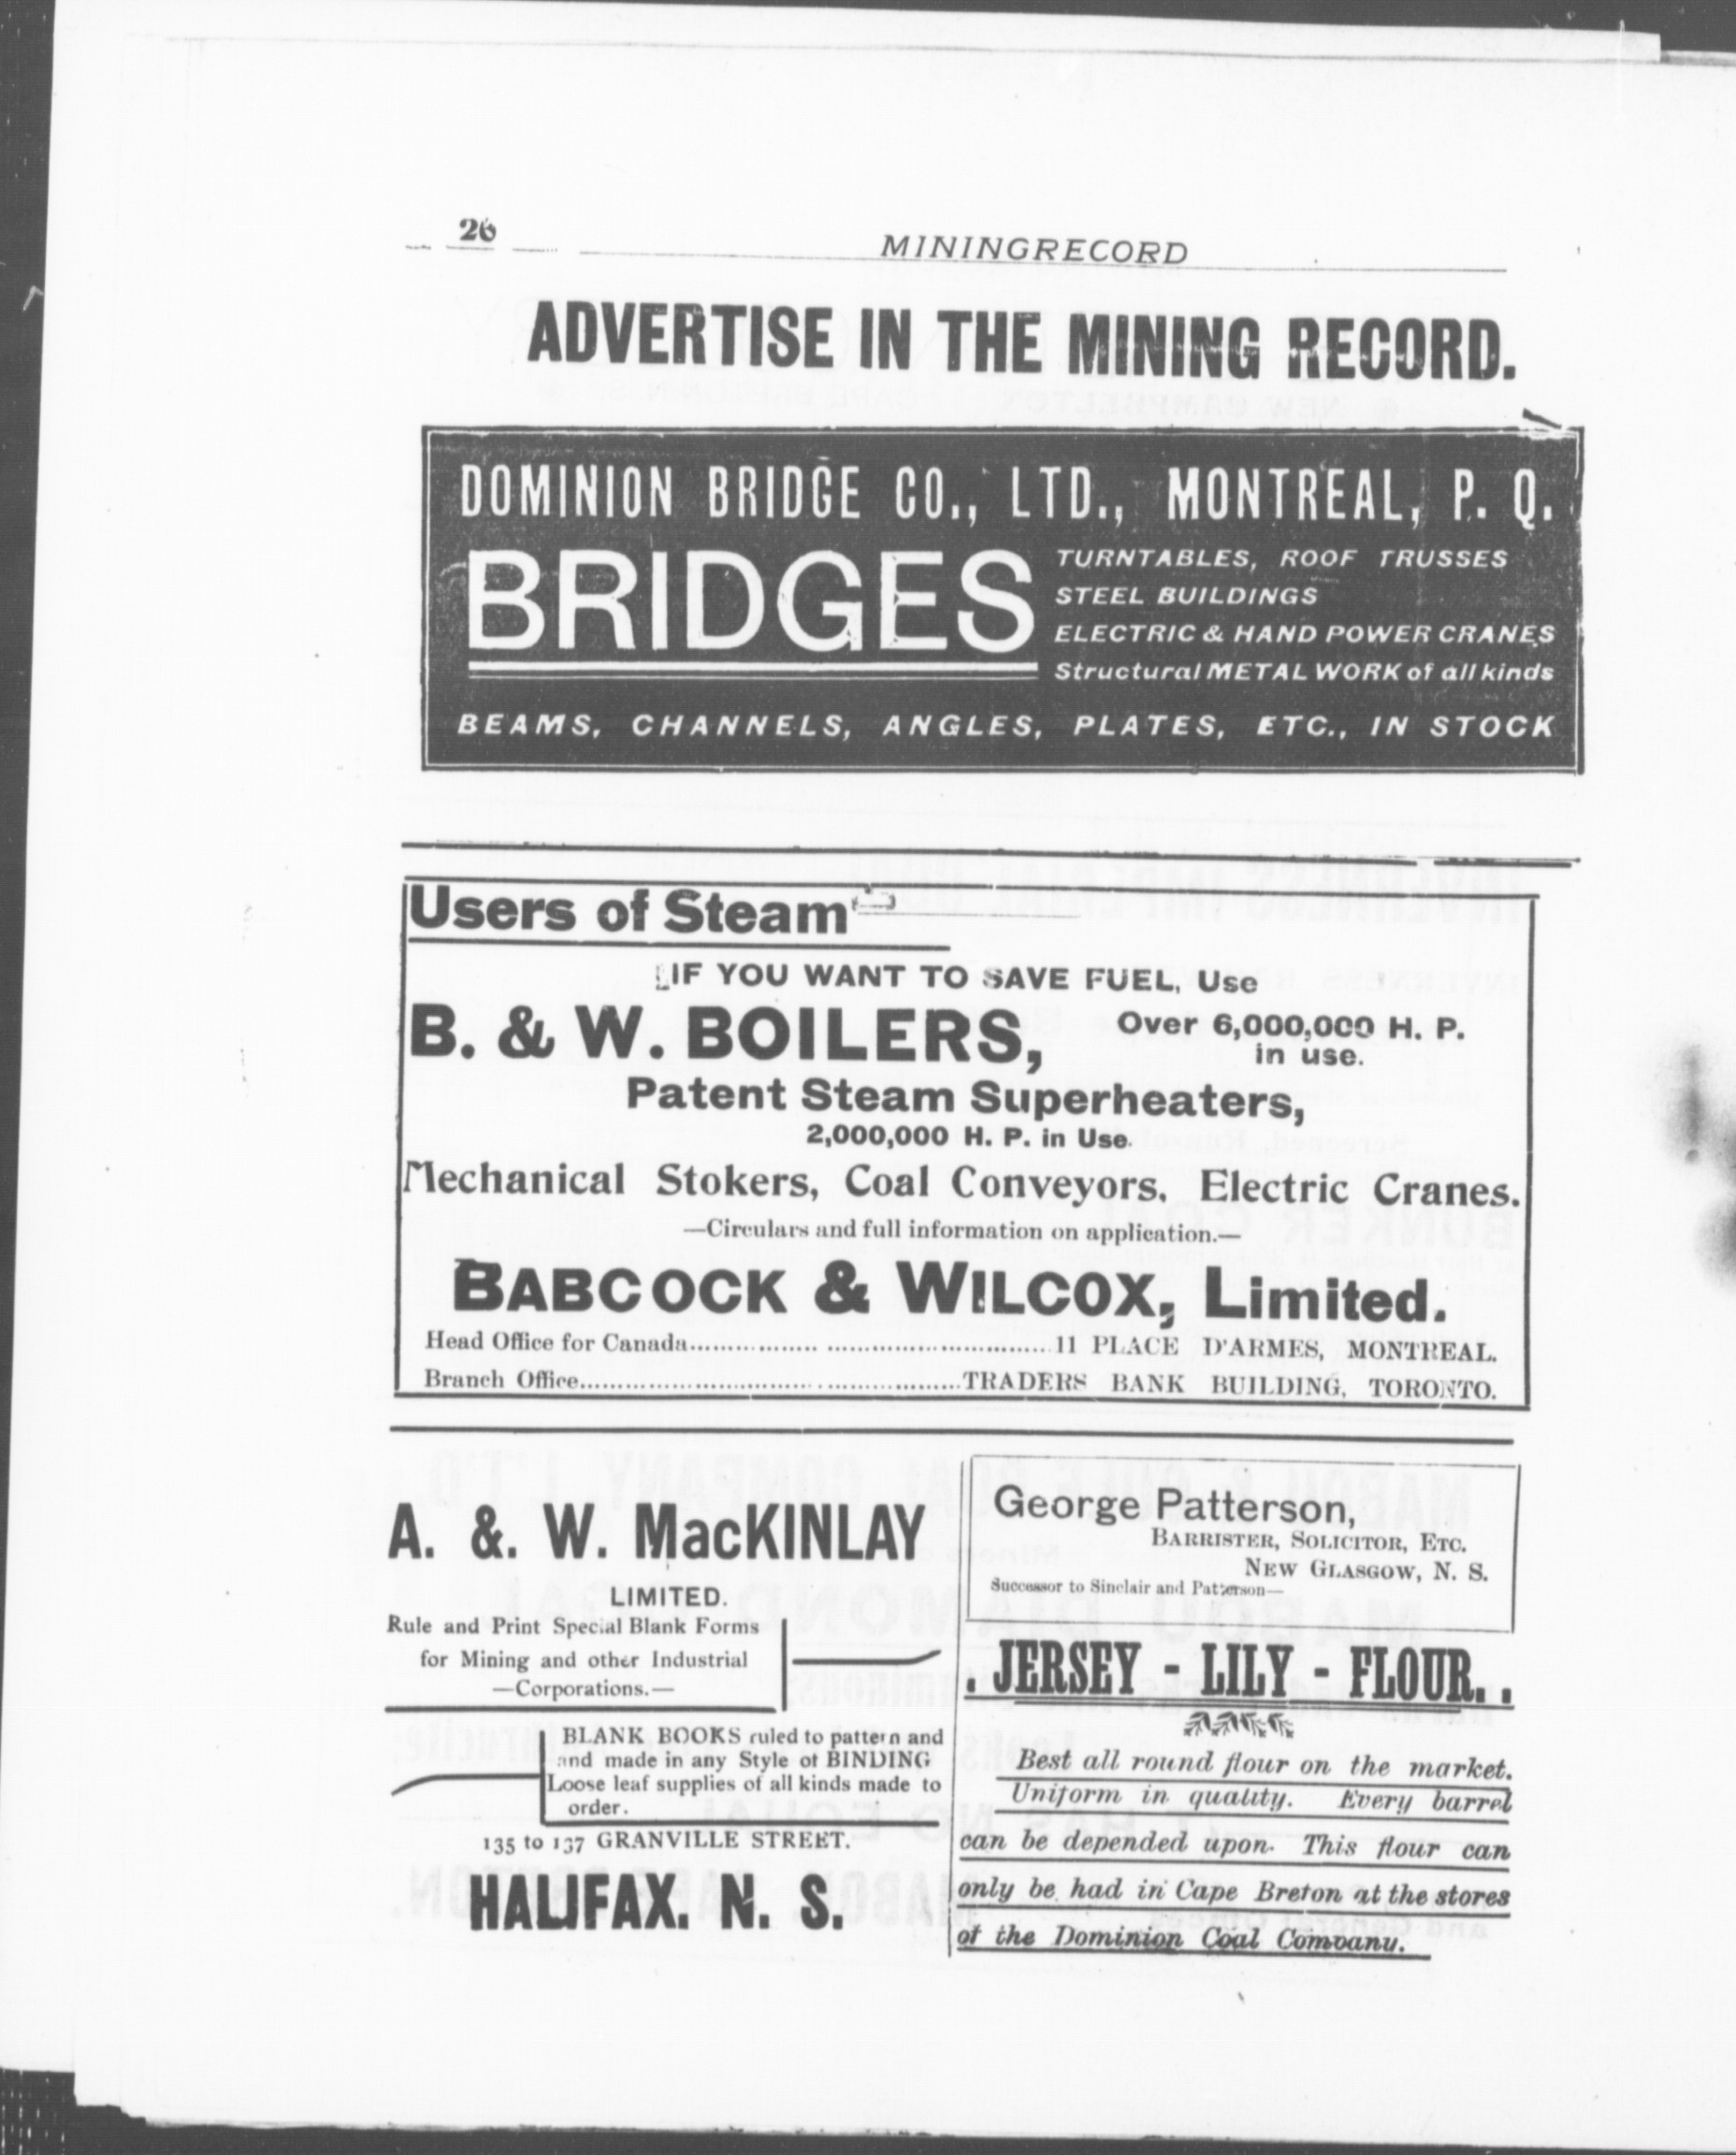 26
MININGRECORD
ADVERTISE IN THE MINING RECORD.
DOMINION BRIDGE CO., LTD., MONTREAL, P. Q.
BRIDGES
TURNTABLES, ROOF TRUSSES
STEEL BUILDINGS
ELECTRIC & HAND POWER CRANES
Structural METAL WORK of all kinds
BEAMS, CHANNELS, ANGLES, PLATES, ETC., IN STOCK
Users of Steam
IF YOU WANT TO SAVE FUEL, Use
B. & W. BOILERS,
Over 6,000,000 H. P.
in use.
Patent Steam Superheaters,
2,000,000 H. P. in Use.
Mechanical Stokers, Coal Conveyors, Electric Cranes.
—Circulars and full information on application.—
BABCOCK & WILCOX, Limited.
Head Office for Canada........................................11 PLACE D'ARMES, MONTREAL.
Branch Office........................................TRADERS BANK BUILDING, TORONTO.
A. &. W. MacKINLAY
LIMITED.
Rule and Print Special Blank Forms
for Mining and other Industrial
—Corporations.—
BLANK BOOKS ruled to pattern and
and made in any Style of BINDING
Loose leaf supplies of all kinds made to
order.
135 to 137 GRANVILLE STREET.
HALIFAX. N. S.
George Patterson,
BARRISTER, SOLICITOR, ETC.
NEW GLASGOW, N. S.
Successor to Sinclair and Patterson—
. JERSEY - LILY - FLOUR. .
Best all round flour on the market.
Uniform in quality. Every barrel
can be depended upon. This flour can
only be had in Cape Breton at the stores
of the Dominion Coal Company.